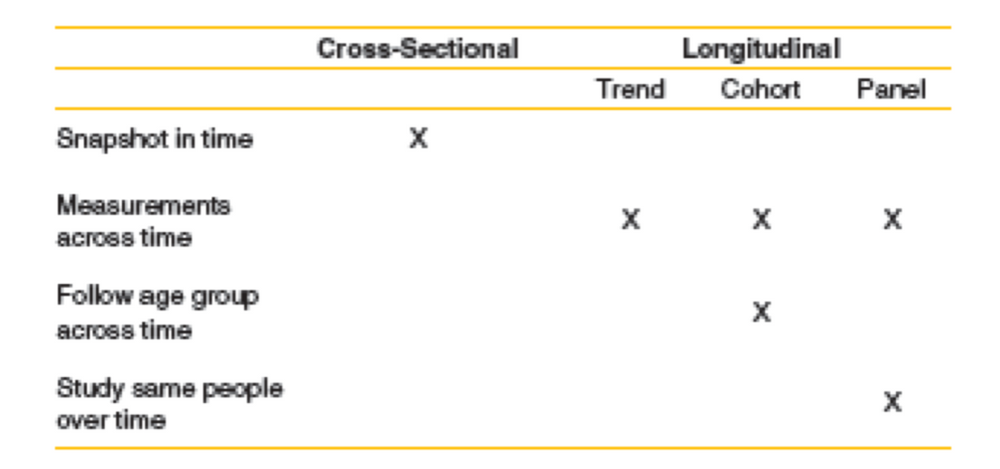 Cross-Sectional Longitudinal
Trend Cohort Panel
Snapshot in time X
Measurements
across time X X X
Follow age group
across time X
Study same people
over time X